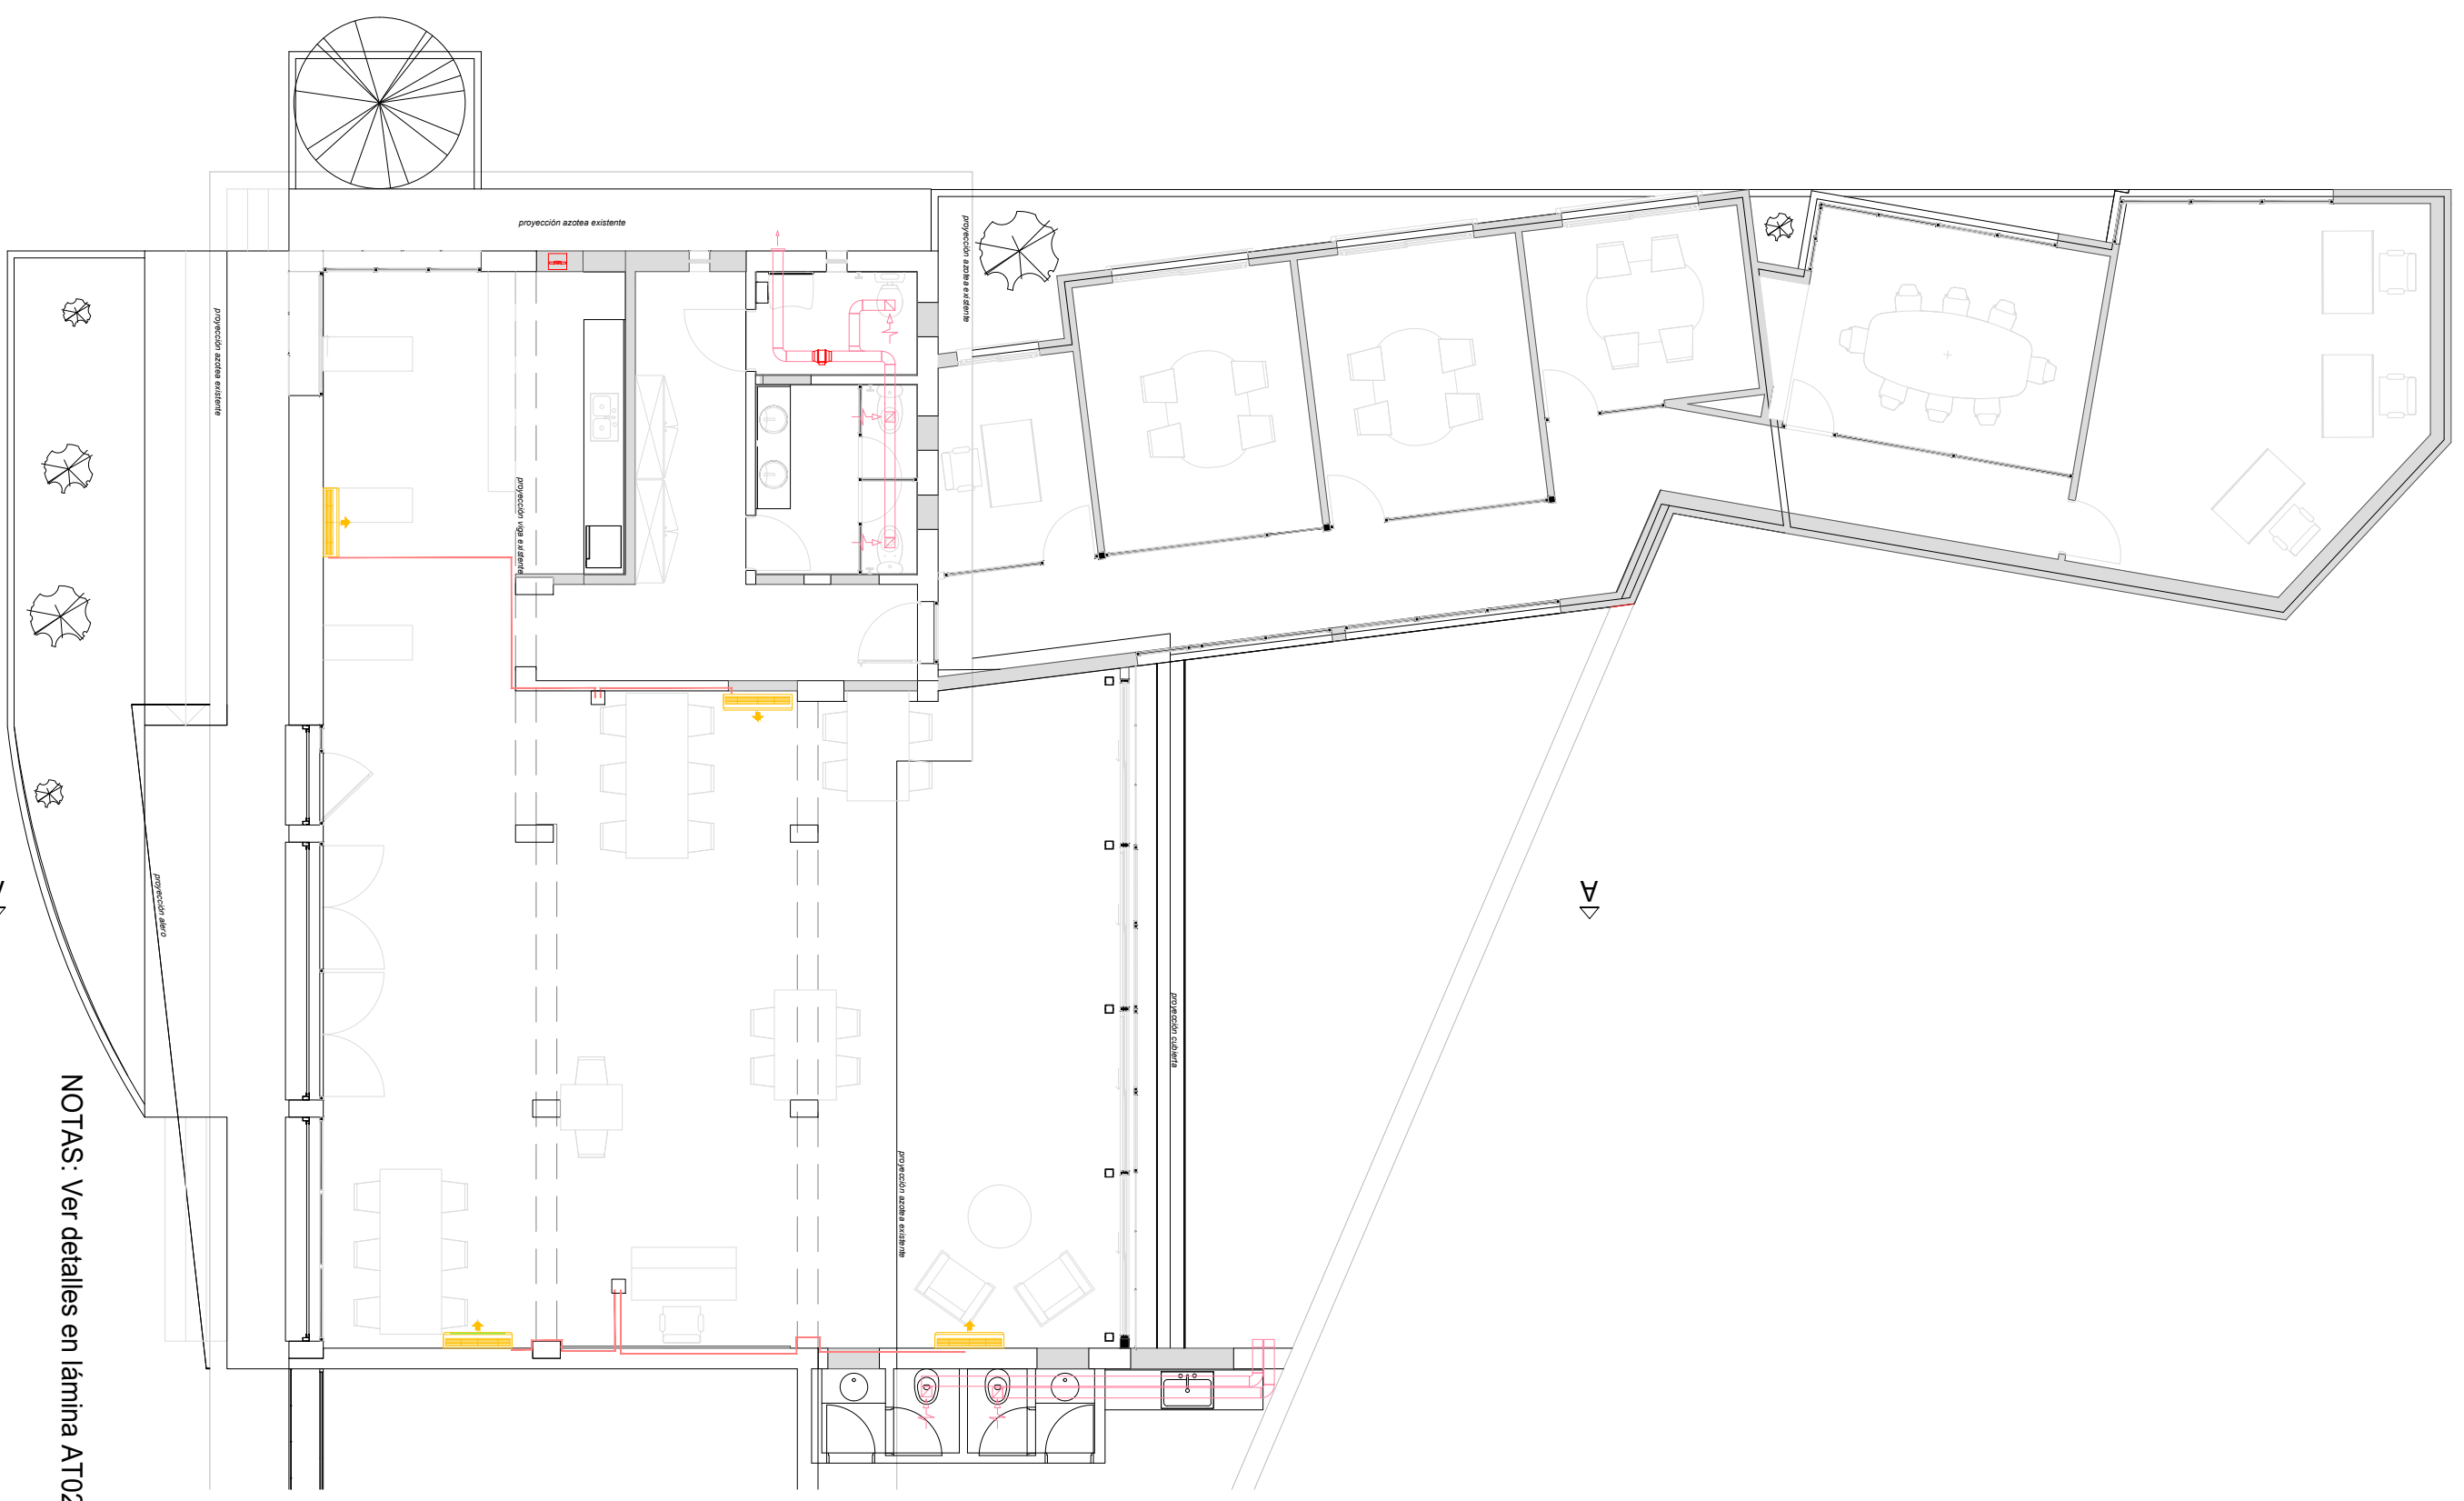 proyección azotea existente
proyección azotea existente
proyección azotea existente
proyección viga existente
proyección alero
proyección cubierta
proyección azotea existente
A
A
NOTAS: Ver detalles en lámina AT02